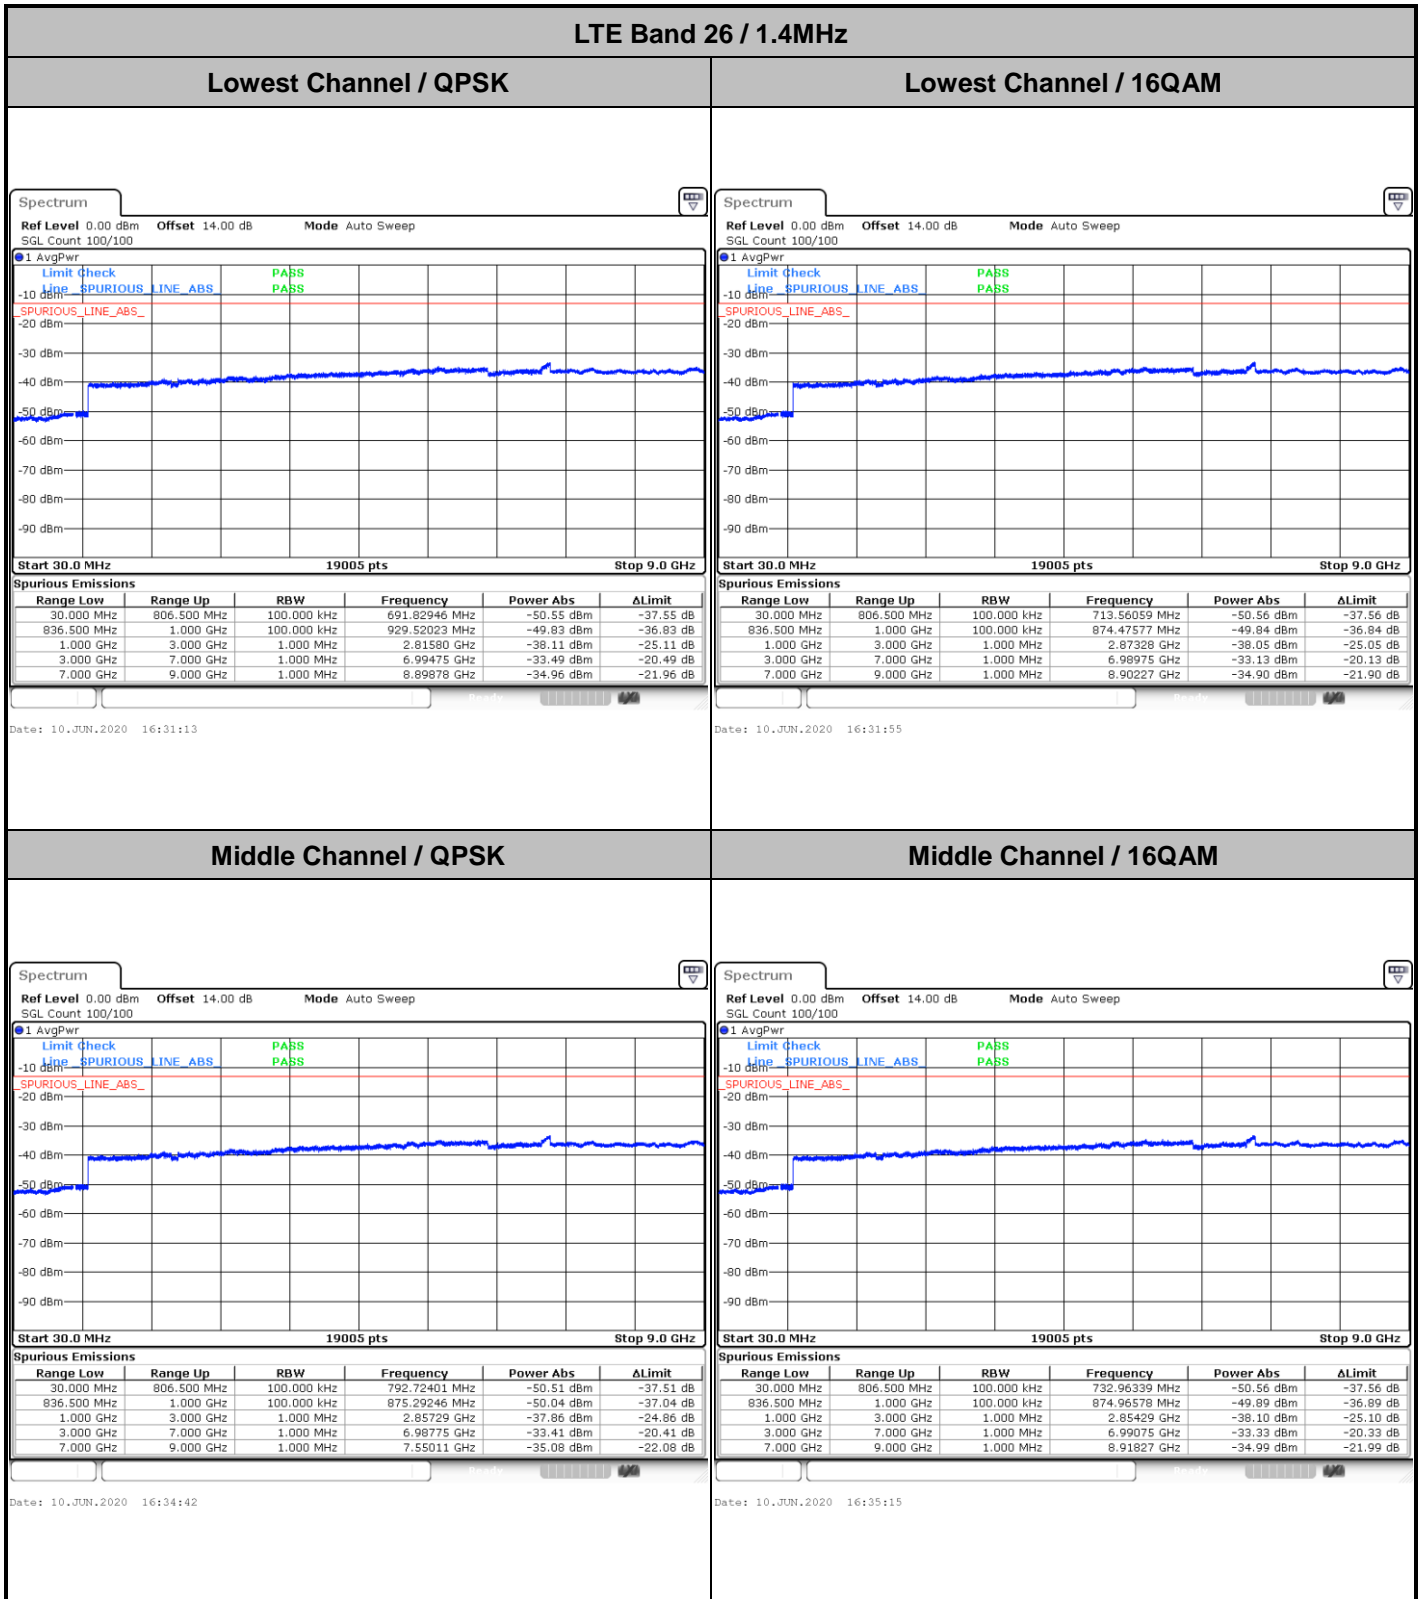 LTE Band 26 / 1.4MHz
Lowest Channel / QPSK
Lowest Channel / 16QAM
Spectrum
Ref Level 0.00 dBm Offset 14.00 dB Mode Auto Sweep
SGL Count 100/100
1 AvgPwr
Limit Check PASS
Line _SPURIOUS_LINE_ABS_ PASS
-10 dBm
_SPURIOUS_LINE_ABS_
-20 dBm
-30 dBm
-40 dBm
-50 dBm
-60 dBm
-70 dBm
-80 dBm
-90 dBm
Start 30.0 MHz 19005 pts Stop 9.0 GHz
Spurious Emissions
Range Low Range Up RBW Frequency Power Abs ΔLimit
30.000 MHz 806.500 MHz 100.000 kHz 691.82946 MHz -50.55 dBm -37.55 dB
836.500 MHz 1.000 GHz 100.000 kHz 929.52023 MHz -49.83 dBm -36.83 dB
1.000 GHz 3.000 GHz 1.000 MHz 2.81580 GHz -38.11 dBm -25.11 dB
3.000 GHz 7.000 GHz 1.000 MHz 6.99475 GHz -33.49 dBm -20.49 dB
7.000 GHz 9.000 GHz 1.000 MHz 8.89878 GHz -34.96 dBm -21.96 dB
Ready
Date: 10.JUN.2020 16:31:13
Spectrum
Ref Level 0.00 dBm Offset 14.00 dB Mode Auto Sweep
SGL Count 100/100
1 AvgPwr
Limit Check PASS
Line _SPURIOUS_LINE_ABS_ PASS
-10 dBm
_SPURIOUS_LINE_ABS_
-20 dBm
-30 dBm
-40 dBm
-50 dBm
-60 dBm
-70 dBm
-80 dBm
-90 dBm
Start 30.0 MHz 19005 pts Stop 9.0 GHz
Spurious Emissions
Range Low Range Up RBW Frequency Power Abs ΔLimit
30.000 MHz 806.500 MHz 100.000 kHz 713.56059 MHz -50.56 dBm -37.56 dB
836.500 MHz 1.000 GHz 100.000 kHz 874.47577 MHz -49.84 dBm -36.84 dB
1.000 GHz 3.000 GHz 1.000 MHz 2.87328 GHz -38.05 dBm -25.05 dB
3.000 GHz 7.000 GHz 1.000 MHz 6.98975 GHz -33.13 dBm -20.13 dB
7.000 GHz 9.000 GHz 1.000 MHz 8.90227 GHz -34.90 dBm -21.90 dB
Ready
Date: 10.JUN.2020 16:31:55
Middle Channel / QPSK
Middle Channel / 16QAM
Spectrum
Ref Level 0.00 dBm Offset 14.00 dB Mode Auto Sweep
SGL Count 100/100
1 AvgPwr
Limit Check PASS
Line _SPURIOUS_LINE_ABS_ PASS
-10 dBm
_SPURIOUS_LINE_ABS_
-20 dBm
-30 dBm
-40 dBm
-50 dBm
-60 dBm
-70 dBm
-80 dBm
-90 dBm
Start 30.0 MHz 19005 pts Stop 9.0 GHz
Spurious Emissions
Range Low Range Up RBW Frequency Power Abs ΔLimit
30.000 MHz 806.500 MHz 100.000 kHz 792.72401 MHz -50.51 dBm -37.51 dB
836.500 MHz 1.000 GHz 100.000 kHz 875.29246 MHz -50.04 dBm -37.04 dB
1.000 GHz 3.000 GHz 1.000 MHz 2.85729 GHz -37.86 dBm -24.86 dB
3.000 GHz 7.000 GHz 1.000 MHz 6.98775 GHz -33.41 dBm -20.41 dB
7.000 GHz 9.000 GHz 1.000 MHz 7.55011 GHz -35.08 dBm -22.08 dB
Ready
Date: 10.JUN.2020 16:34:42
Spectrum
Ref Level 0.00 dBm Offset 14.00 dB Mode Auto Sweep
SGL Count 100/100
1 AvgPwr
Limit Check PASS
Line _SPURIOUS_LINE_ABS_ PASS
-10 dBm
_SPURIOUS_LINE_ABS_
-20 dBm
-30 dBm
-40 dBm
-50 dBm
-60 dBm
-70 dBm
-80 dBm
-90 dBm
Start 30.0 MHz 19005 pts Stop 9.0 GHz
Spurious Emissions
Range Low Range Up RBW Frequency Power Abs ΔLimit
30.000 MHz 806.500 MHz 100.000 kHz 732.96339 MHz -50.56 dBm -37.56 dB
836.500 MHz 1.000 GHz 100.000 kHz 874.96578 MHz -49.89 dBm -36.89 dB
1.000 GHz 3.000 GHz 1.000 MHz 2.85429 GHz -38.10 dBm -25.10 dB
3.000 GHz 7.000 GHz 1.000 MHz 6.99075 GHz -33.33 dBm -20.33 dB
7.000 GHz 9.000 GHz 1.000 MHz 8.91827 GHz -34.99 dBm -21.99 dB
Ready
Date: 10.JUN.2020 16:35:15